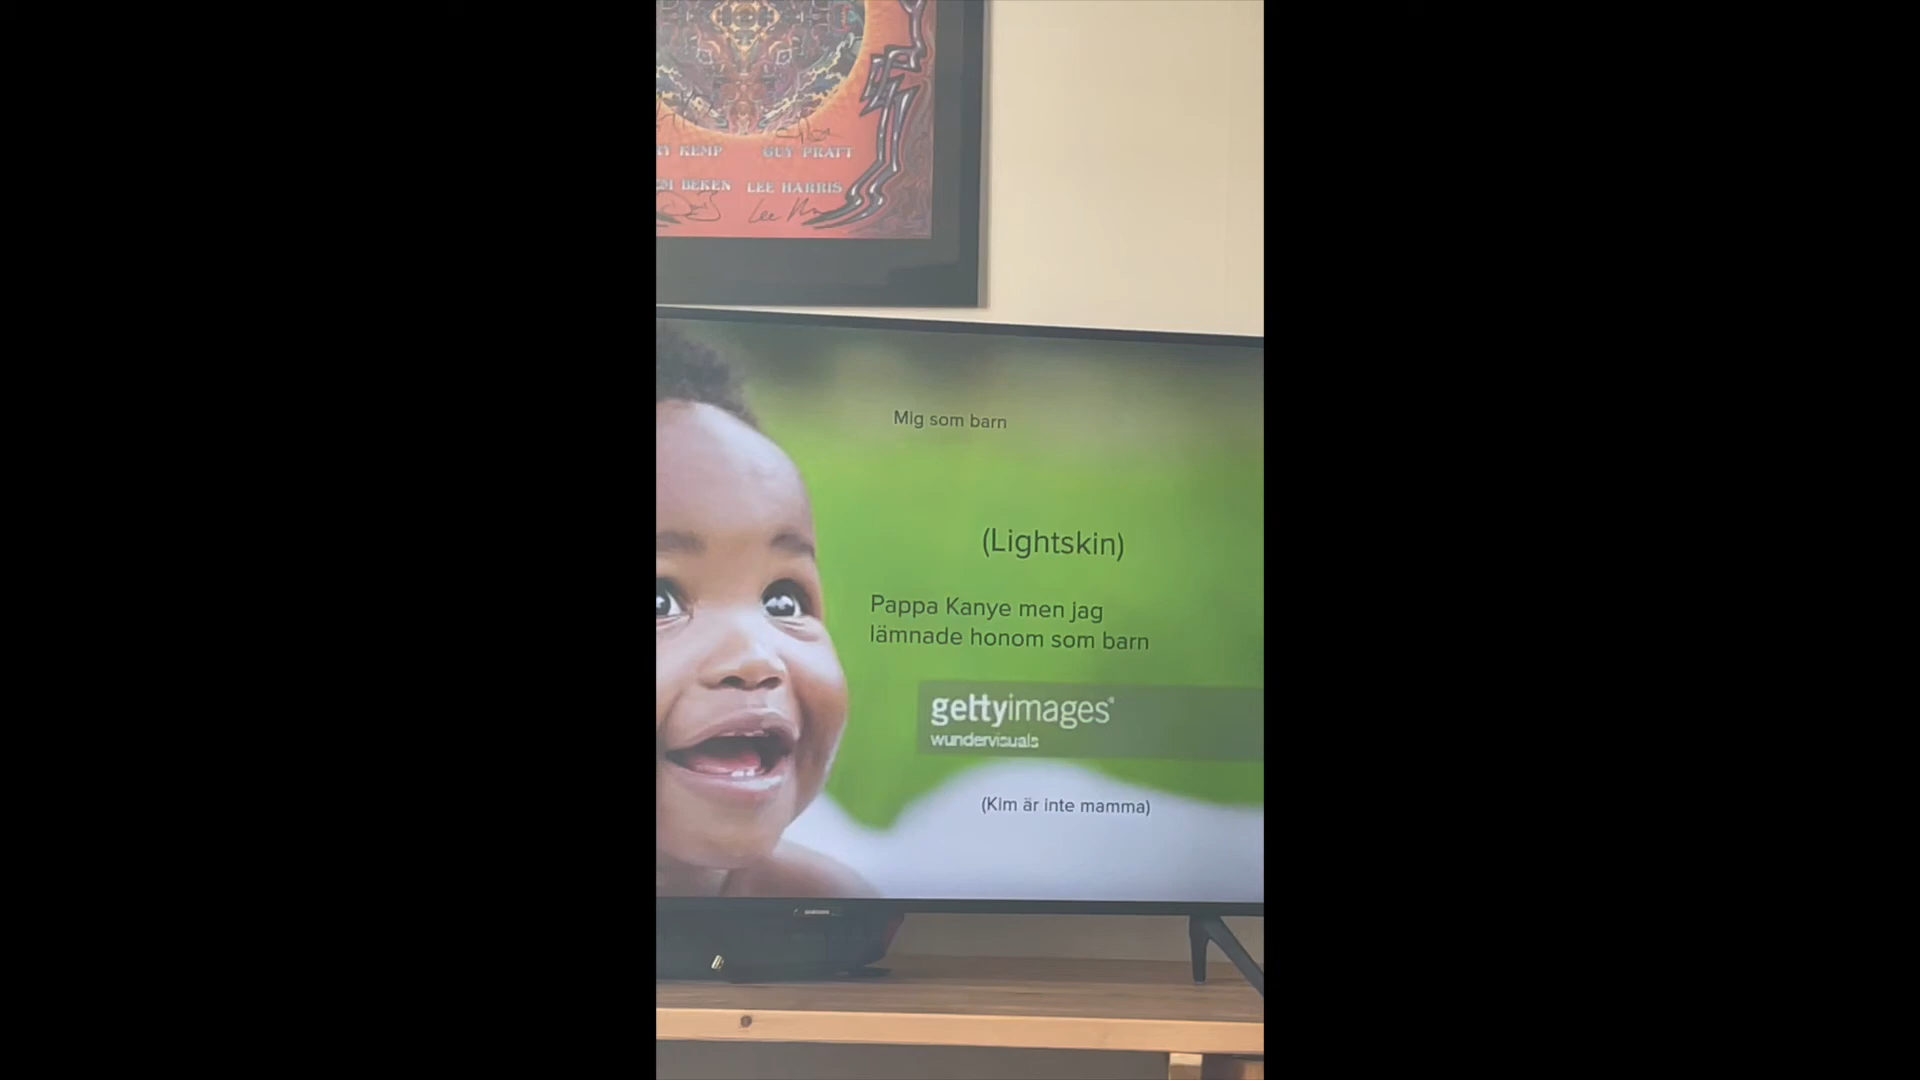 KEMP GUY PRATT
BEKEN LEE HARRIS
Mig som barn
(Lightskin)
Pappa Kanye men jag
lämnade honom som barn
gettyimages®
wundervisuals
(Kim är inte mamma)
SAMSUNG